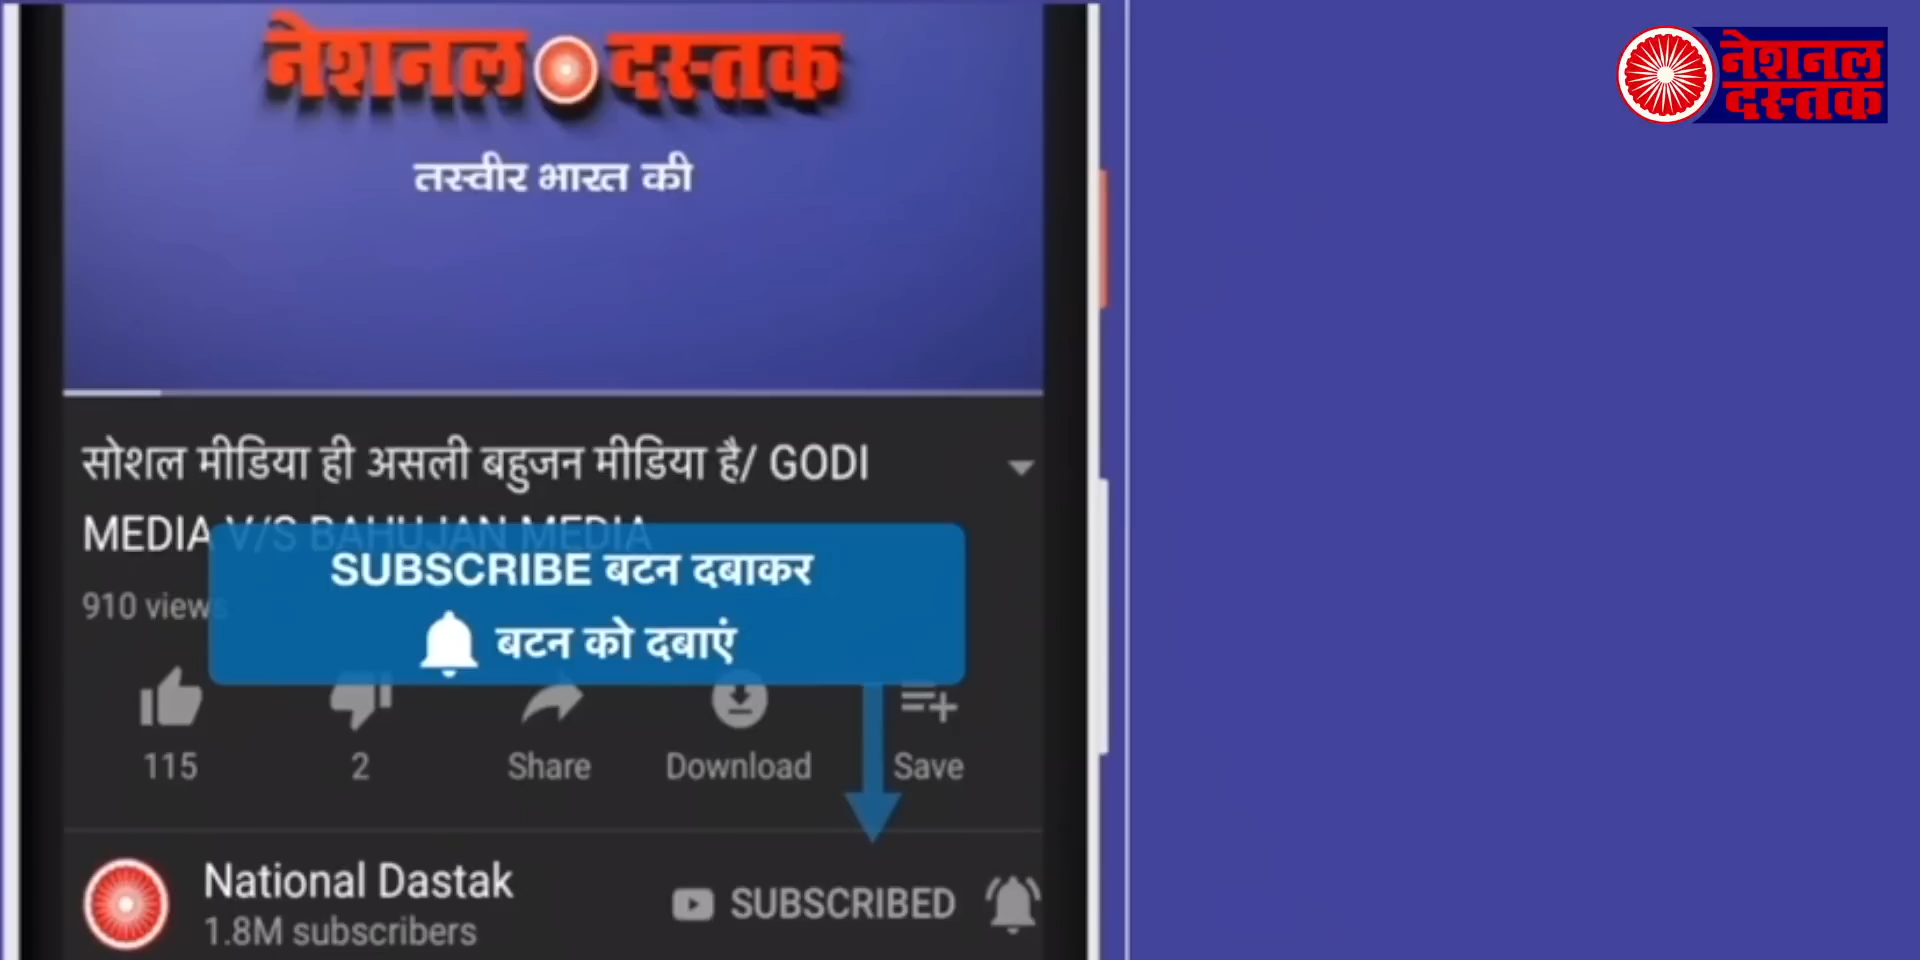 नेशनल दस्तक
तस्वीर भारत की
नेशनल
दस्तक
सोशल मीडिया ही असली बहुजन मीडिया है/ GODI
MEDIA V/S BAHUJAN MEDIA
910 views
SUBSCRIBE बटन दबाकर
बटन को दबाएं
115
2
Share
Download
Save
National Dastak
1.8M subscribers
SUBSCRIBED